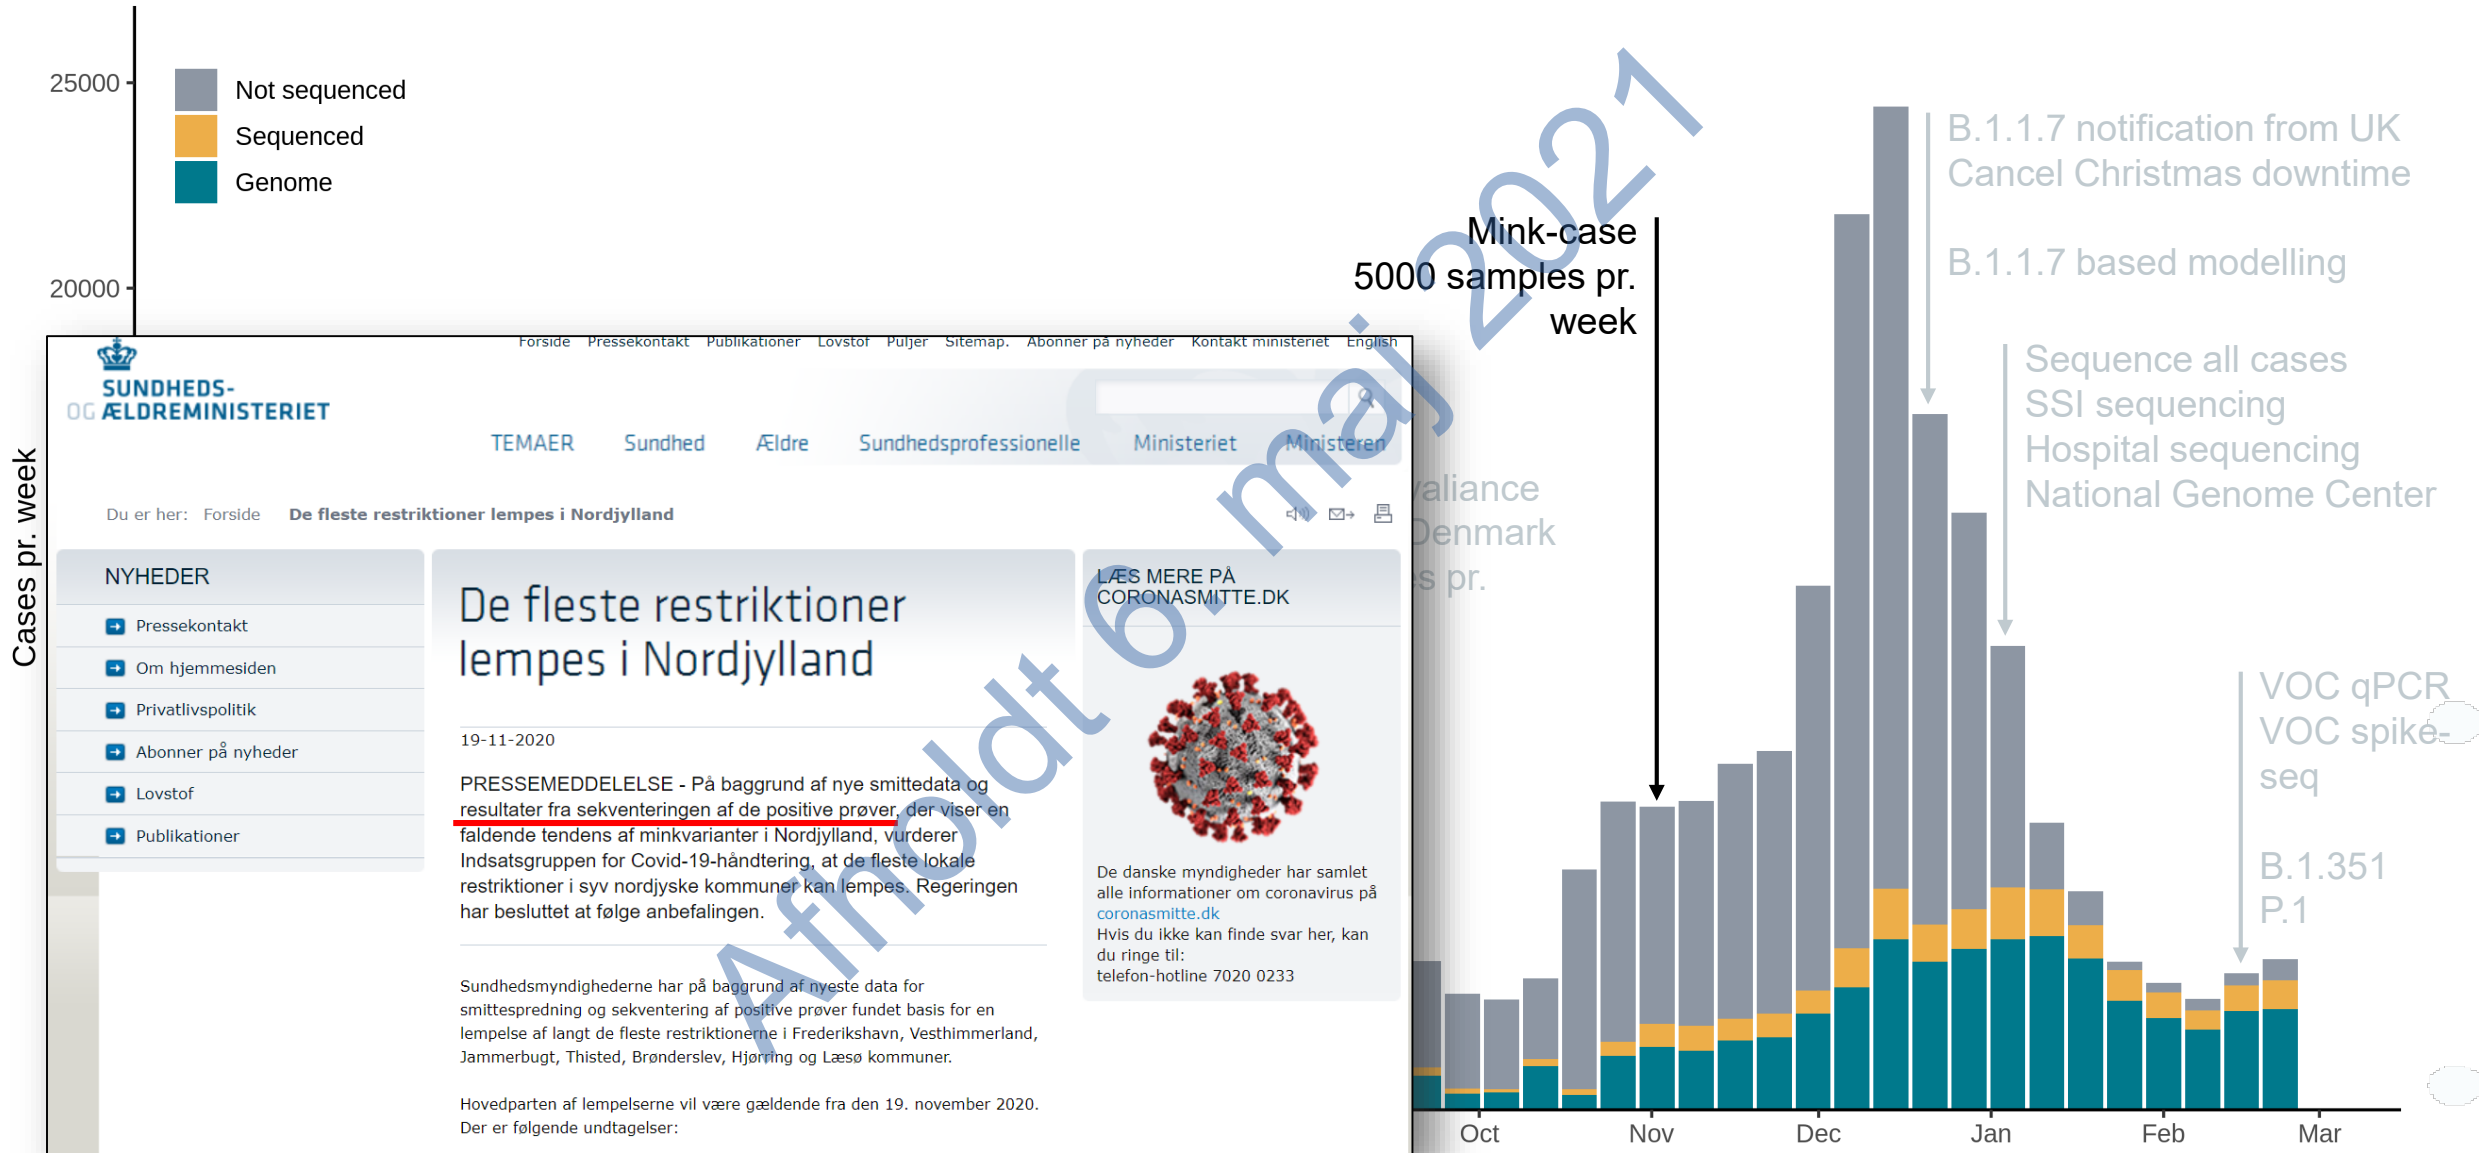 25000
20000
Cases pr. week
Not sequenced
Sequenced
Genome
Mink-case
5000 samples pr.
week
B.1.1.7 notification from UK
Cancel Christmas downtime
B.1.1.7 based modelling
Sequence all cases
SSI sequencing
Hospital sequencing
National Genome Center
Denmark
pr.
VOC qPCR
VOC spike-
seq
B.1.351
P.1
Oct
Nov
Dec
Jan
Feb
Mar
Forside Pressekontakt Publikationer Lovstof Puljer Sitemap. Abonner på nyheder Kontakt ministeriet English
SUNDHEDS-
OG ÆLDREMINISTERIET
TEMAER Sundhed Ældre Sundhedsprofessionelle Ministeriet Ministeren
Du er her: Forside De fleste restriktioner lempes i Nordjylland
NYHEDER
Pressekontakt
Om hjemmesiden
Privatlivspolitik
Abonner på nyheder
Lovstof
Publikationer
De fleste restriktioner
lempes i Nordjylland
19-11-2020
PRESSEMEDDELELSE - På baggrund af nye smittedata og
resultater fra sekventeringen af de positive prøver, der viser en
faldende tendens af minkvarianter i Nordjylland, vurderer
Indsatsgruppen for Covid-19-håndtering, at de fleste lokale
restriktioner i syv nordjyske kommuner kan lempes. Regeringen
har besluttet at følge anbefalingen.
Sundhedsmyndighederne har på baggrund af nyeste data for
smittespredning og sekventering af positive prøver fundet basis for en
lempelse af langt de fleste restriktionerne i Frederikshavn, Vesthimmerland,
Jammerbugt, Thisted, Brønderslev, Hjørring og Læsø kommuner.
Hovedparten af lempelserne vil være gældende fra den 19. november 2020.
Der er følgende undtagelser:
LÆS MERE PÅ
CORONASMITTE.DK
De danske myndigheder har samlet
alle informationer om coronavirus på
coronasmitte.dk
Hvis du ikke kan finde svar her, kan
du ringe til:
telefon-hotline 7020 0233
Afholdt 6. maj 2021